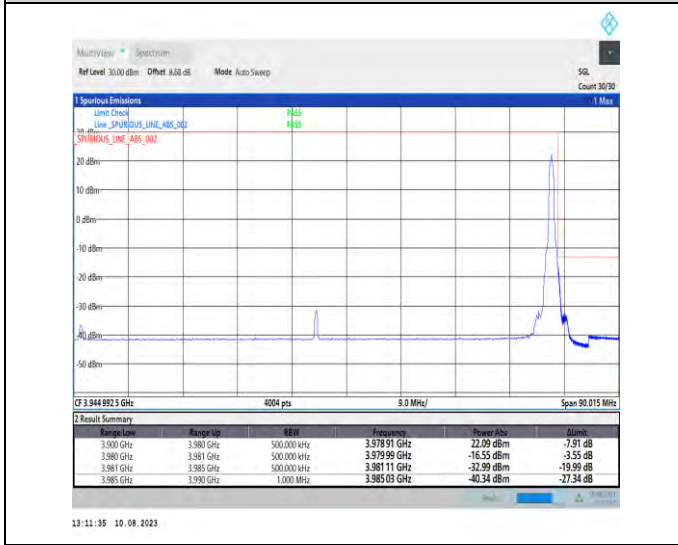 MultiView Spectrum
Ref Level 30.00 dBm Offset 8.68 dB Mode Auto Sweep SGL
Count 30/30
1 Spurious Emissions 1 Max
Limit Check PASS
Line _SPURIOUS_LINE_ABS_002 PASS
_SPURIOUS_LINE_ABS_002
20 dBm
10 dBm
0 dBm
-10 dBm
-20 dBm
-30 dBm
-40 dBm
-50 dBm
CF 3.944 992 5 GHz 4004 pts 9.0 MHz/ Span 90.015 MHz
2 Result Summary
Range Low Range Up RBW Frequency Power Abs ΔLimit
3.900 GHz 3.980 GHz 500.000 kHz 3.978 91 GHz 22.09 dBm -7.91 dB
3.980 GHz 3.981 GHz 500.000 kHz 3.979 99 GHz -16.55 dBm -3.55 dB
3.981 GHz 3.985 GHz 500.000 kHz 3.981 11 GHz -32.99 dBm -19.99 dB
3.985 GHz 3.990 GHz 1.000 MHz 3.985 03 GHz -40.34 dBm -27.34 dB
13:11:35 10.08.2023